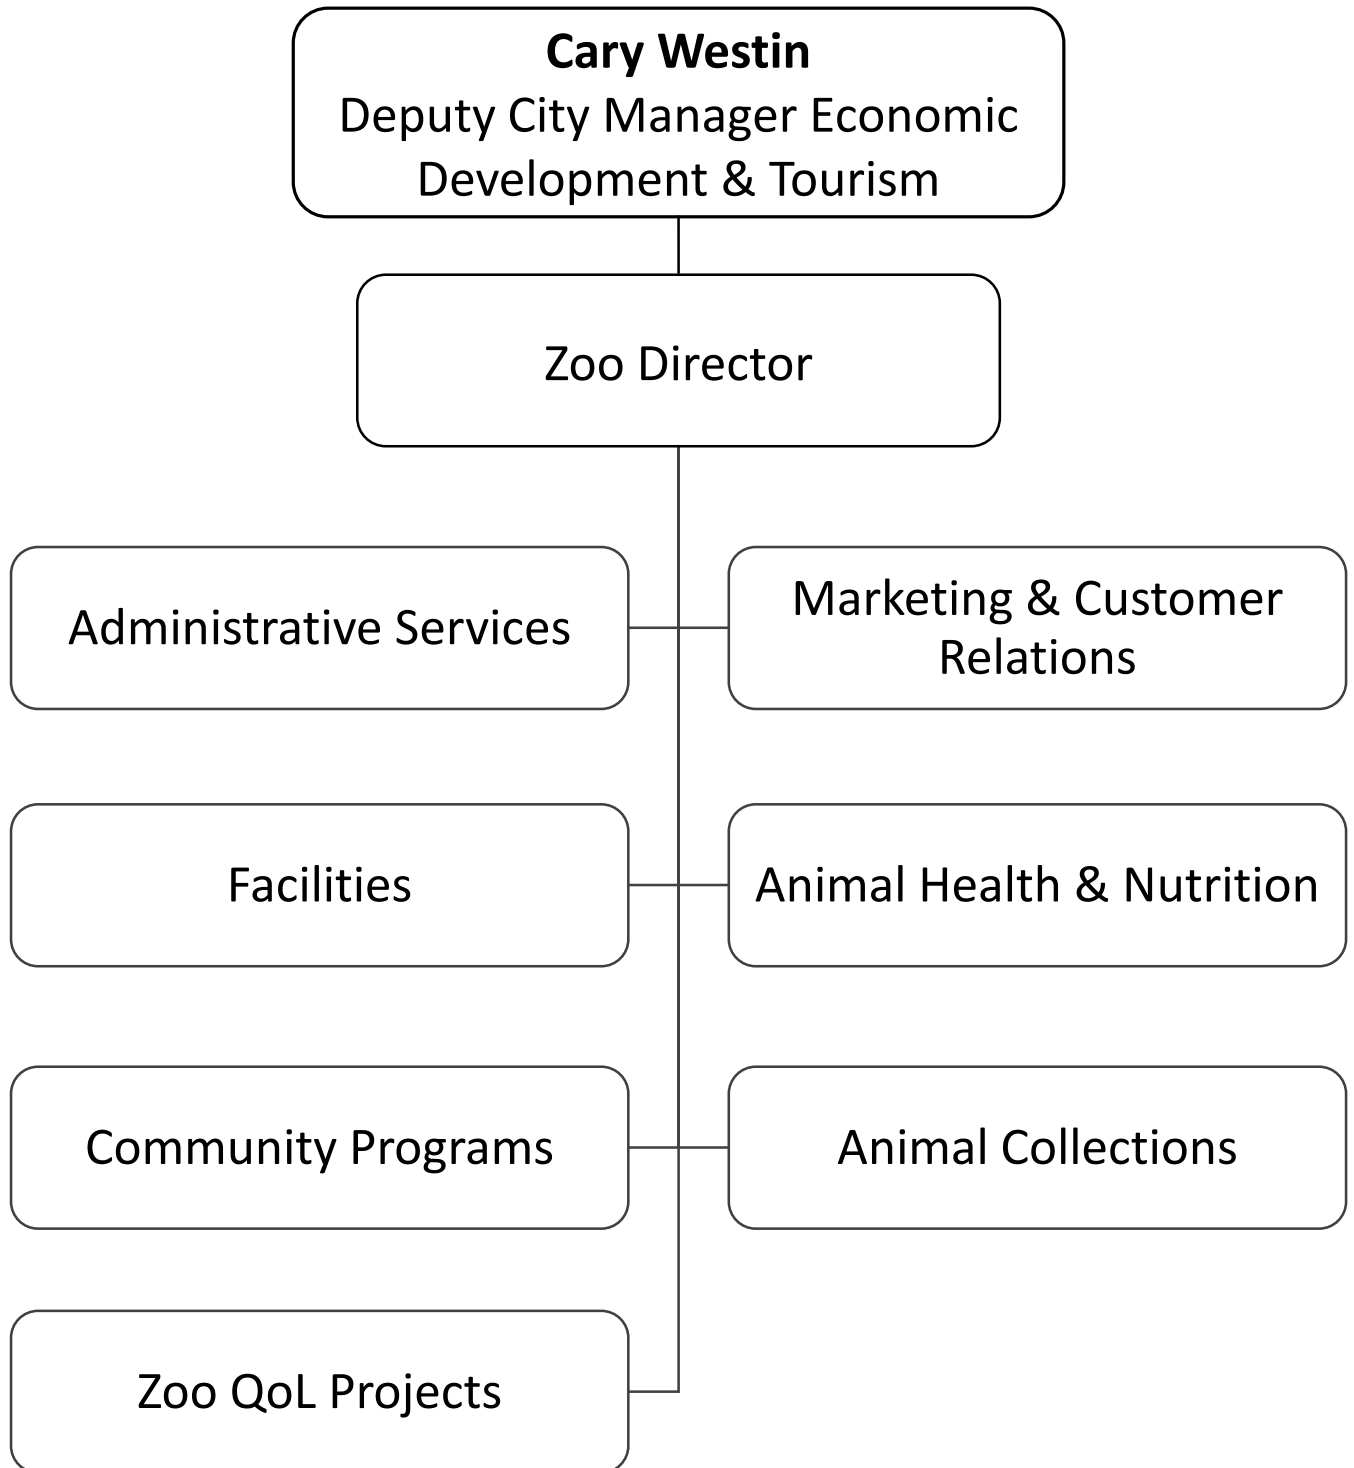 Cary Westin
Deputy City Manager Economic
Development & Tourism
Zoo Director
Administrative Services
Marketing & Customer
Relations
Facilities
Animal Health & Nutrition
Community Programs
Animal Collections
Zoo QoL Projects